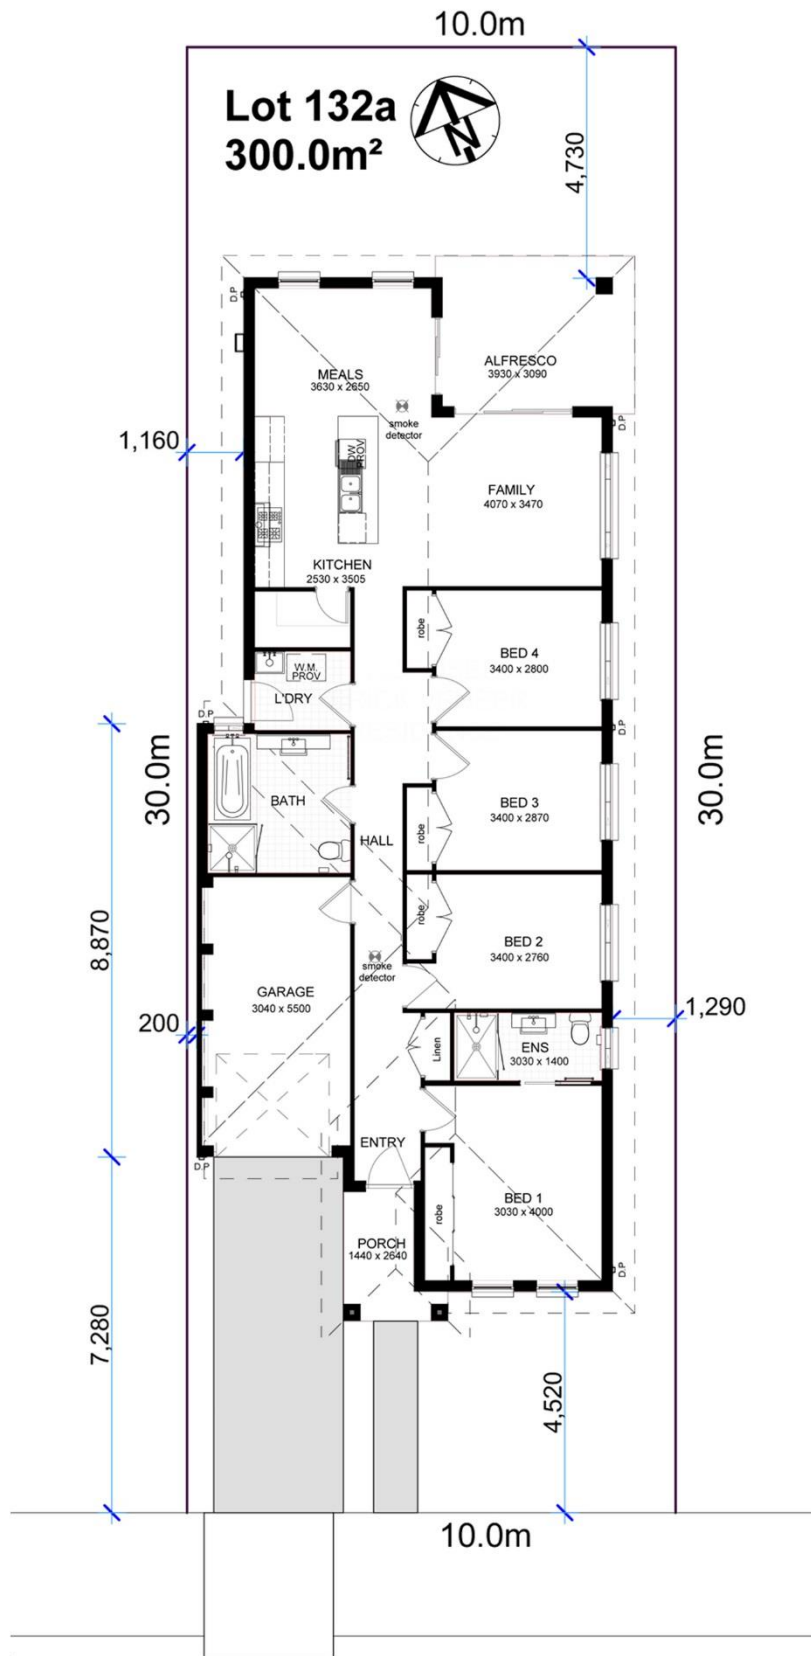 10.0m
Lot 132a
300.0m²
N
4,730
D.P
MEALS
3630 x 2650
ALFRESCO
3930 x 3090
smoke
detector
D.P
1,160
DW
PROV
FAMILY
4070 x 3470
KITCHEN
2530 x 3505
robe
BED 4
3400 x 2800
W.M.
PROV
L'DRY
D.P
D.P
30.0m
30.0m
BATH
BED 3
3400 x 2870
HALL
robe
8,870
robe
BED 2
3400 x 2760
smoke
detector
GARAGE
3040 x 5500
200
1,290
Linen
ENS
3030 x 1400
ENTRY
D.P
BED 1
3030 x 4000
robe
PORCH
1440 x 2640
D.P
7,280
4,520
10.0m